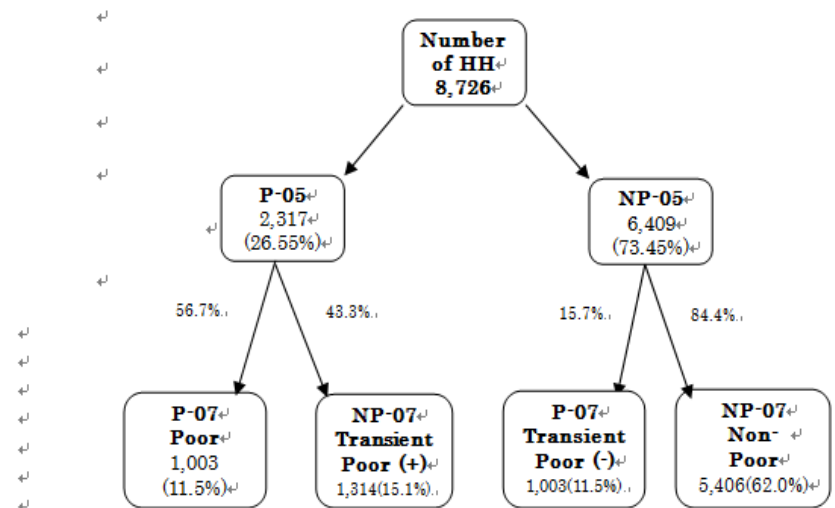 Number
of HH
8,726
P-05
2,317
(26.55%)
NP-05
6,409
(73.45%)
56.7%
43.3%
15.7%
84.4%
P-07
Poor
1,003
(11.5%)
NP-07
Transient
Poor (+)
1,314(15.1%)
P-07
Transient
Poor (-)
1,003(11.5%)
NP-07
Non-
Poor
5,406(62.0%)